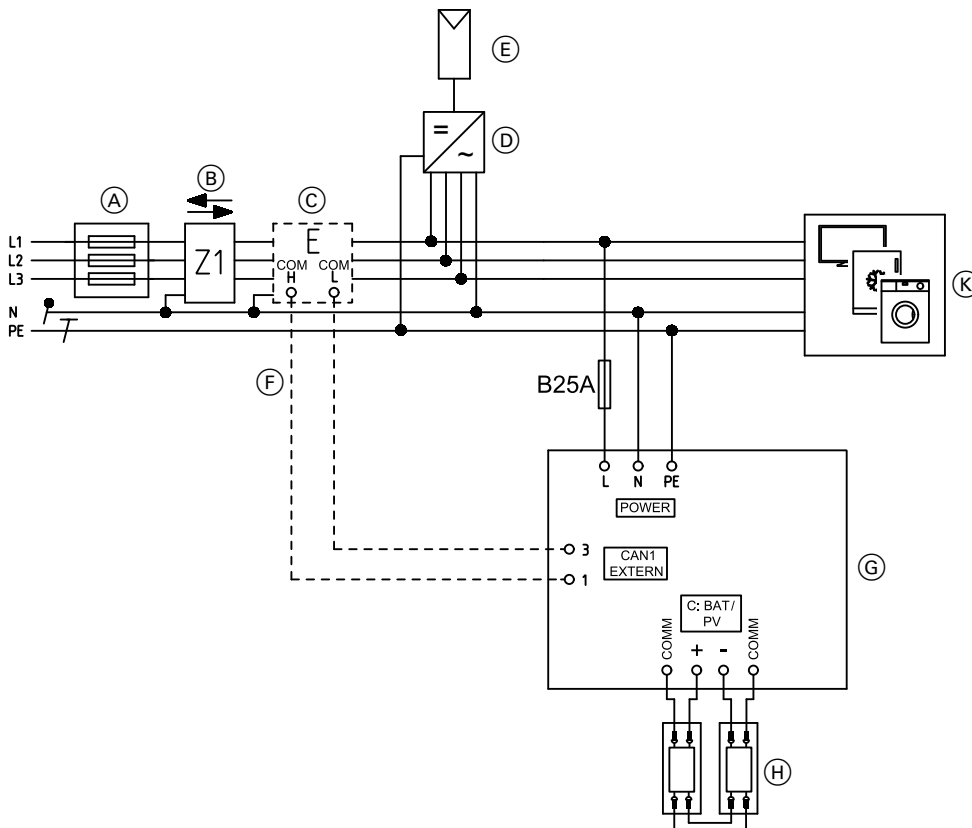 E
= ~
D
B
A
C
L1
L2
L3
N
PE
Z1
E
COM H
COM L
K
F
B25A
L N PE
POWER
3
CAN1 EXTERN
1
G
C: BAT/ PV
COMM + - COMM
H